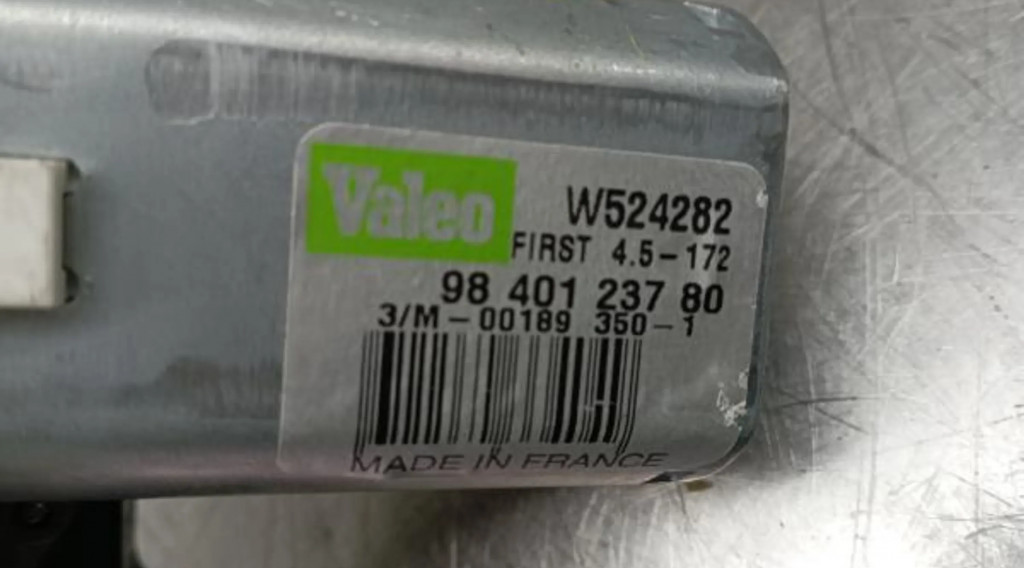 Valeo
W524282
FIRST 4.5-172
98 401 237 80
3/M-00189 350-1
MADE IN FRANCE